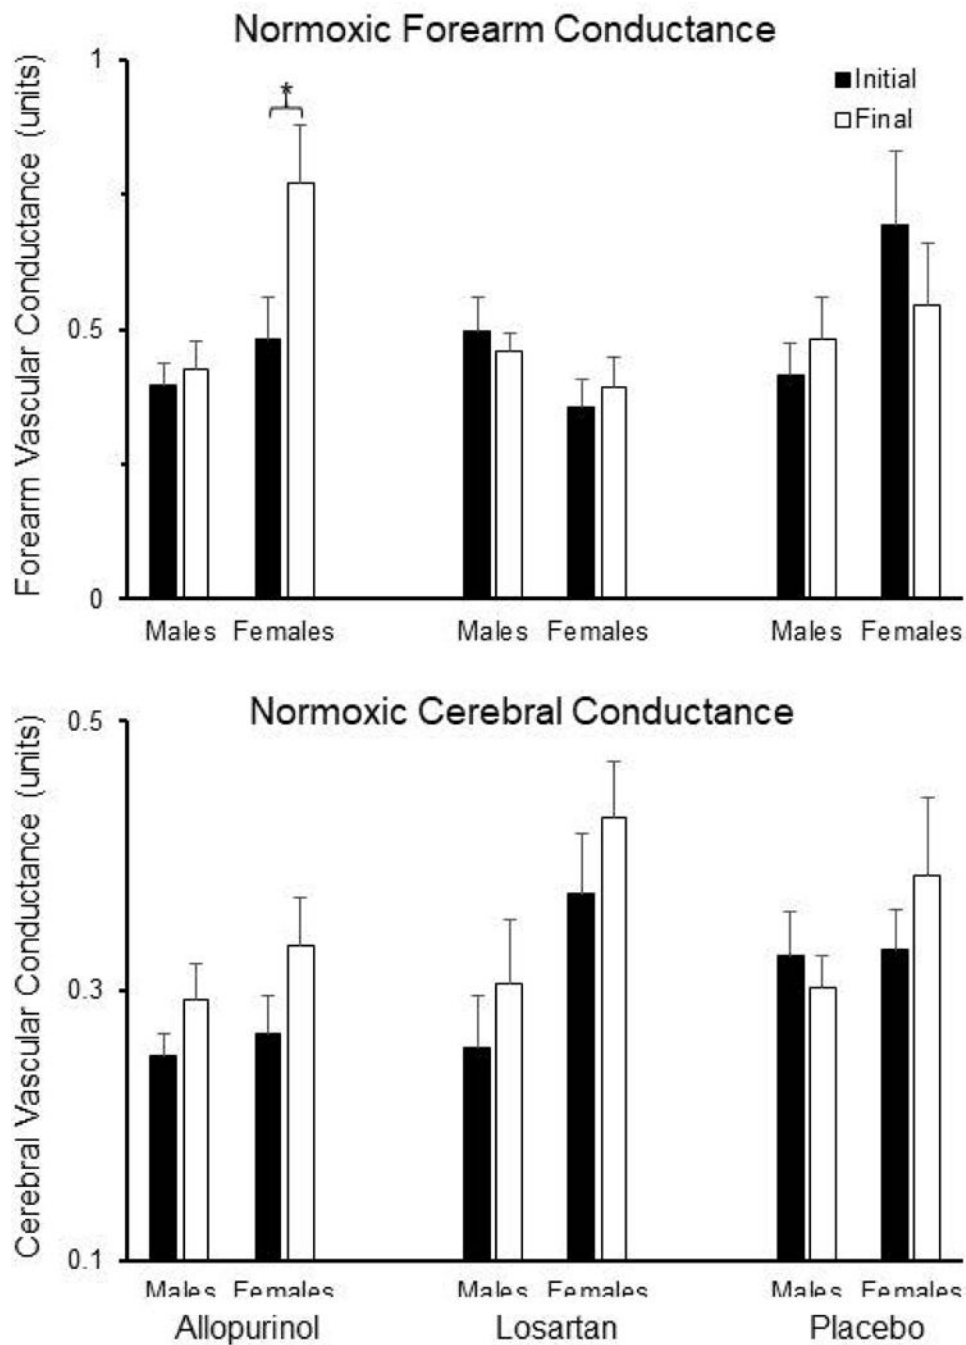 Normoxic Forearm Conductance
Forearm Vascular Conductance (units)
1
0.5
0
*
Initial
Final
Males Females Males Females Males Females
Normoxic Cerebral Conductance
Cerebral Vascular Conductance (units)
0.5
0.3
0.1
Males Females Males Females Males Females
Allopurinol Losartan Placebo